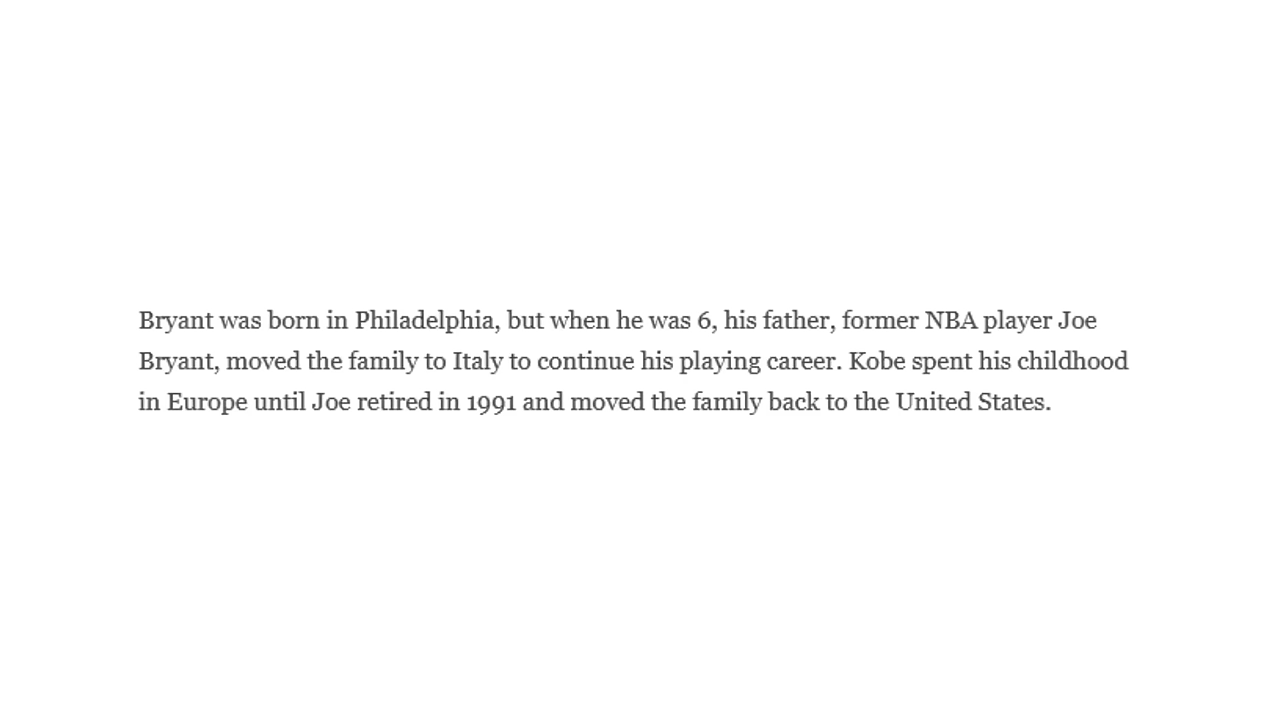 Bryant was born in Philadelphia, but when he was 6, his father, former NBA player Joe
Bryant, moved the family to Italy to continue his playing career. Kobe spent his childhood
in Europe until Joe retired in 1991 and moved the family back to the United States.